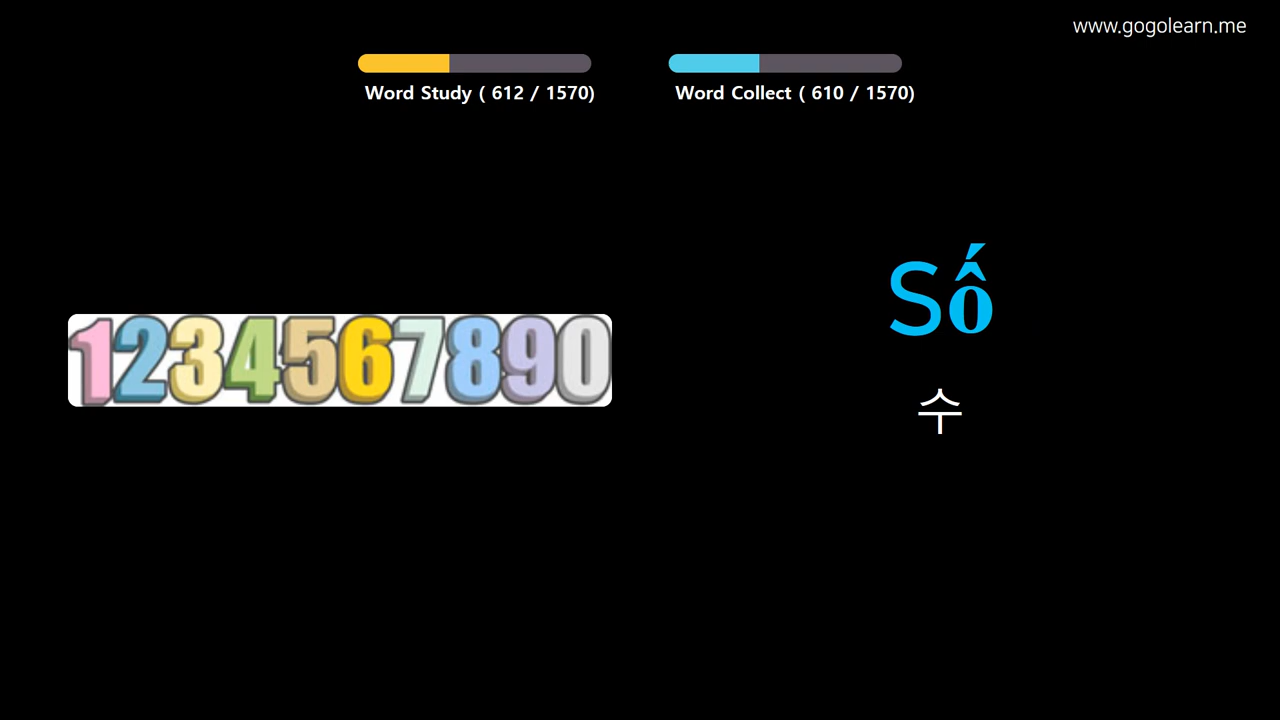 www.gogolearn.me
Word Study ( 612 / 1570)
Word Collect ( 610 / 1570)
1234567890
Số
수